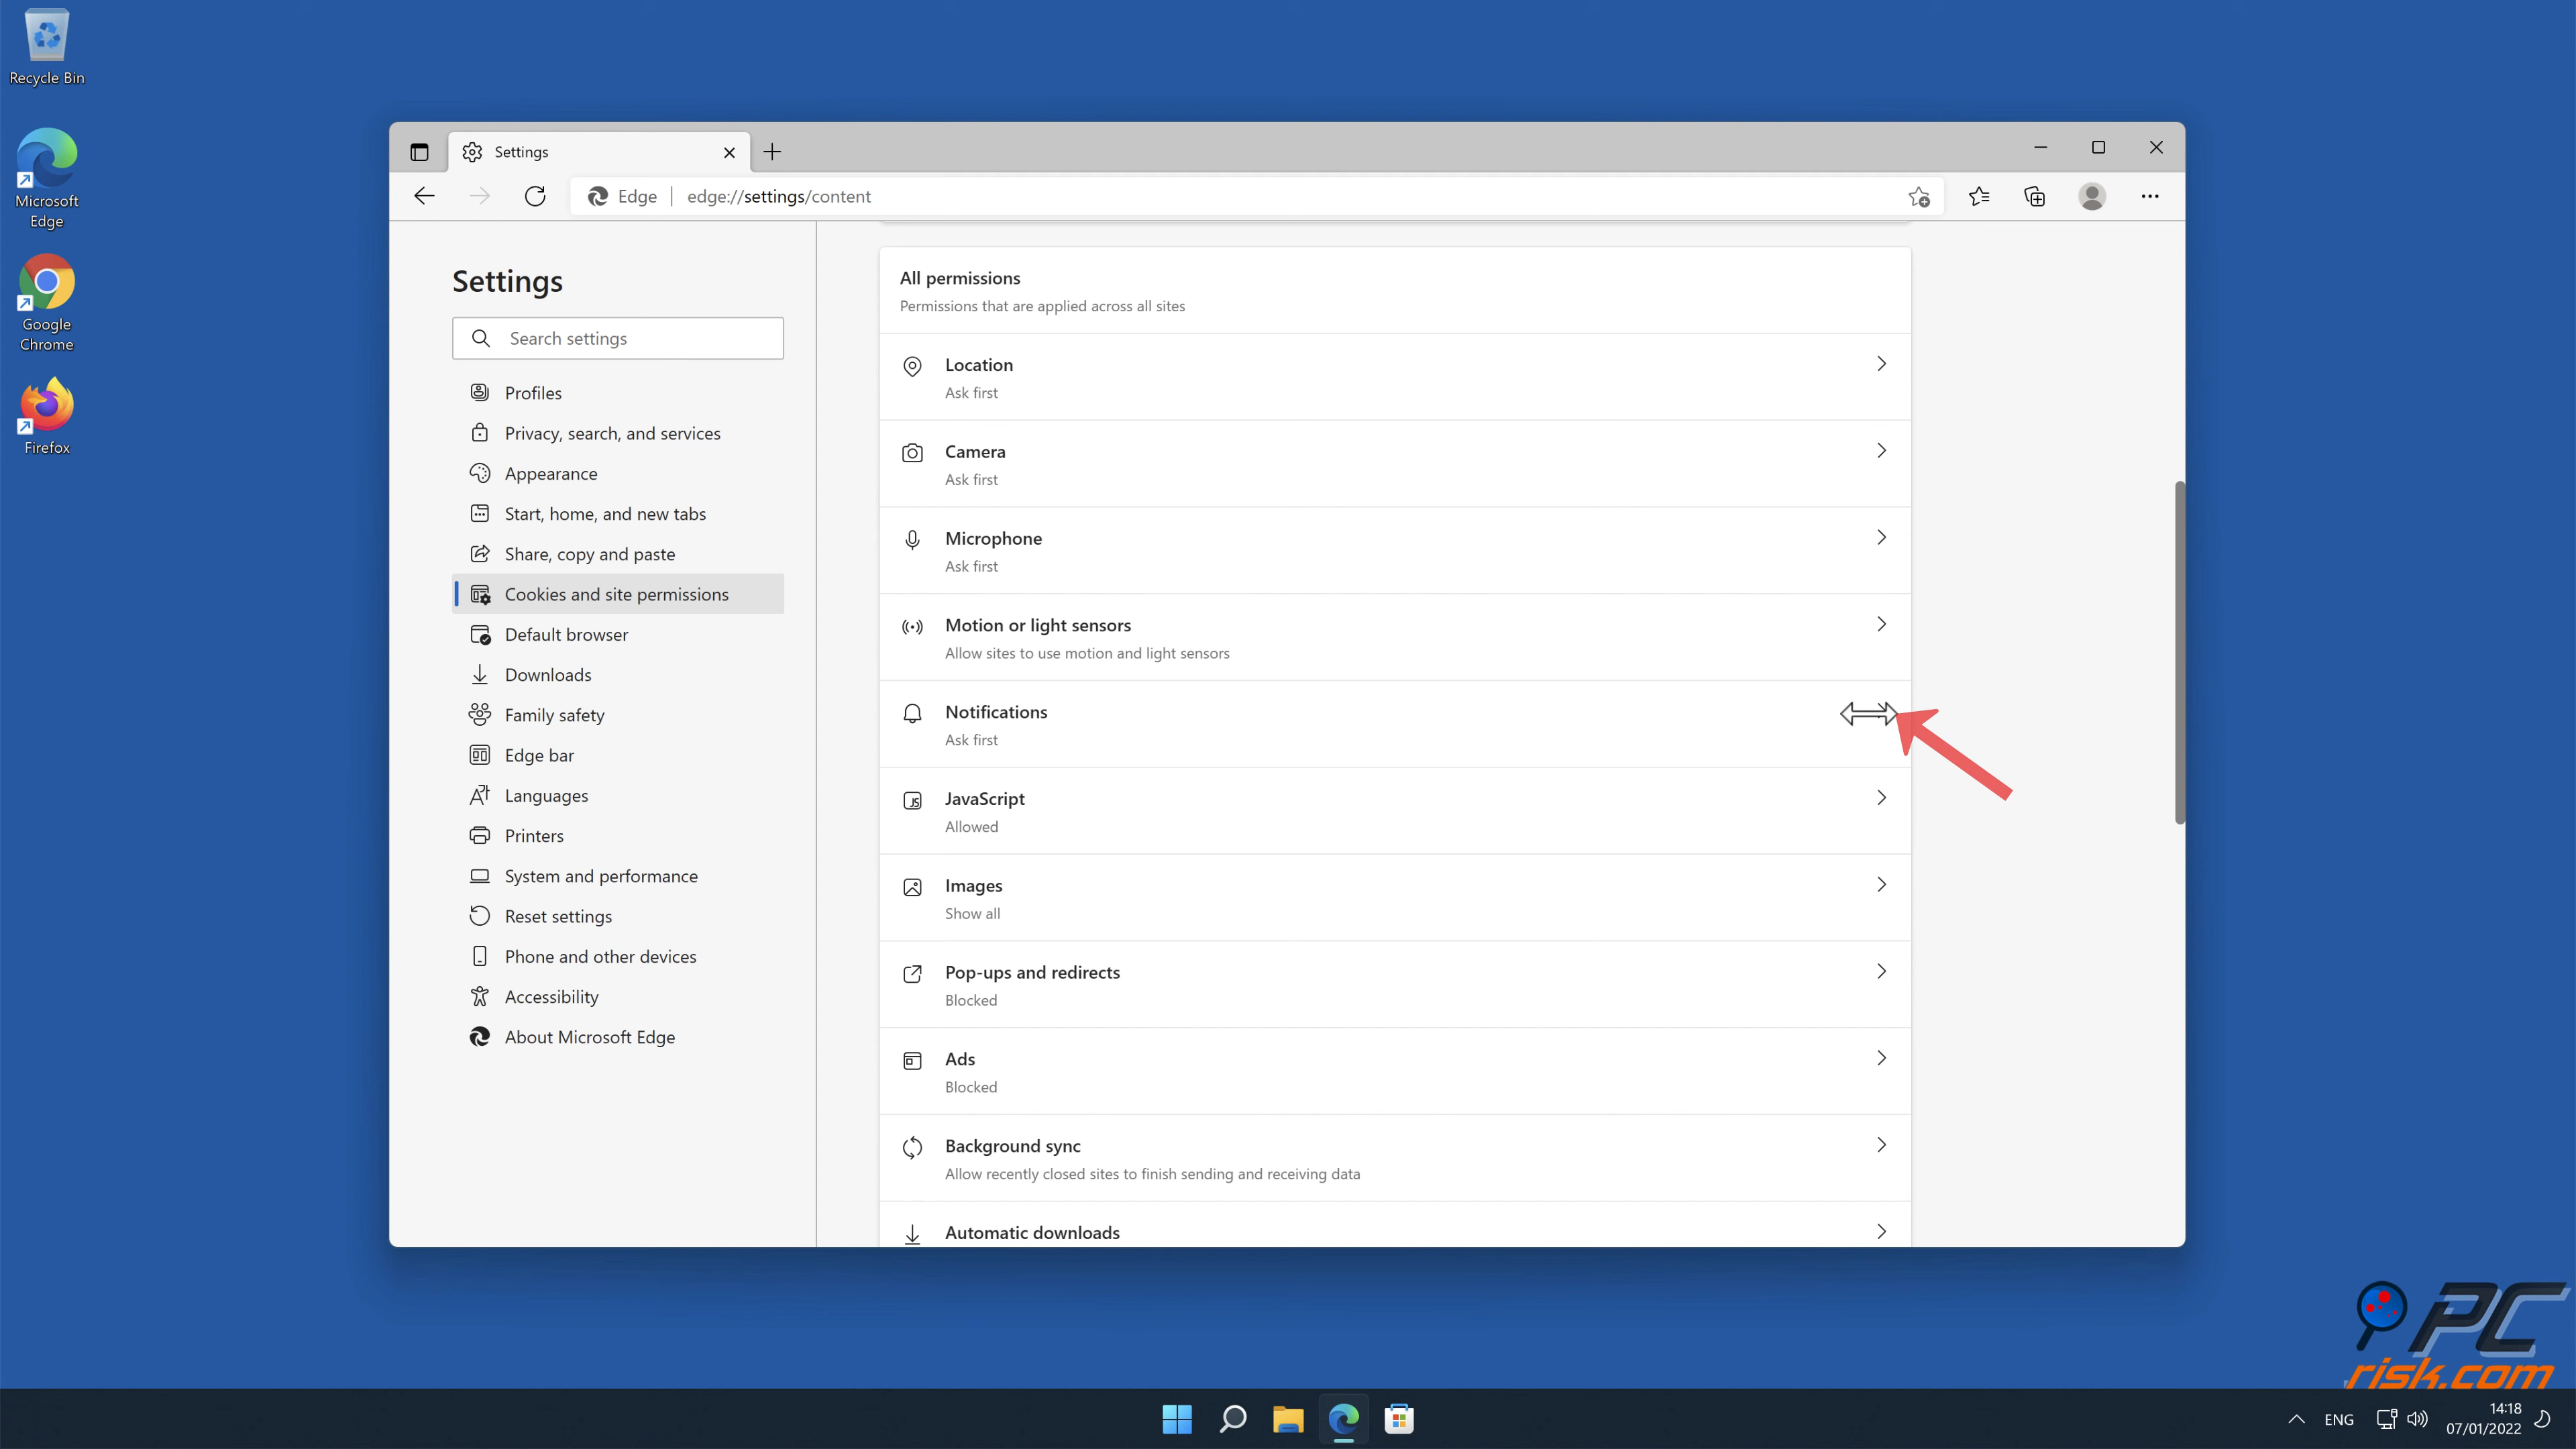 Recycle Bin
Microsoft
Edge
Google
Chrome
Firefox
Settings
Edge
edge://settings/content
Settings
Search settings
Profiles
Privacy, search, and services
Appearance
Start, home, and new tabs
Share, copy and paste
Cookies and site permissions
Default browser
Downloads
Family safety
Edge bar
Languages
Printers
System and performance
Reset settings
Phone and other devices
Accessibility
About Microsoft Edge
All permissions
Permissions that are applied across all sites
Location
Ask first
Camera
Ask first
Microphone
Ask first
Motion or light sensors
Allow sites to use motion and light sensors
Notifications
Ask first
JavaScript
Allowed
Images
Show all
Pop-ups and redirects
Blocked
Ads
Blocked
Background sync
Allow recently closed sites to finish sending and receiving data
Automatic downloads
PC
risk.com
ENG
14:18
07/01/2022